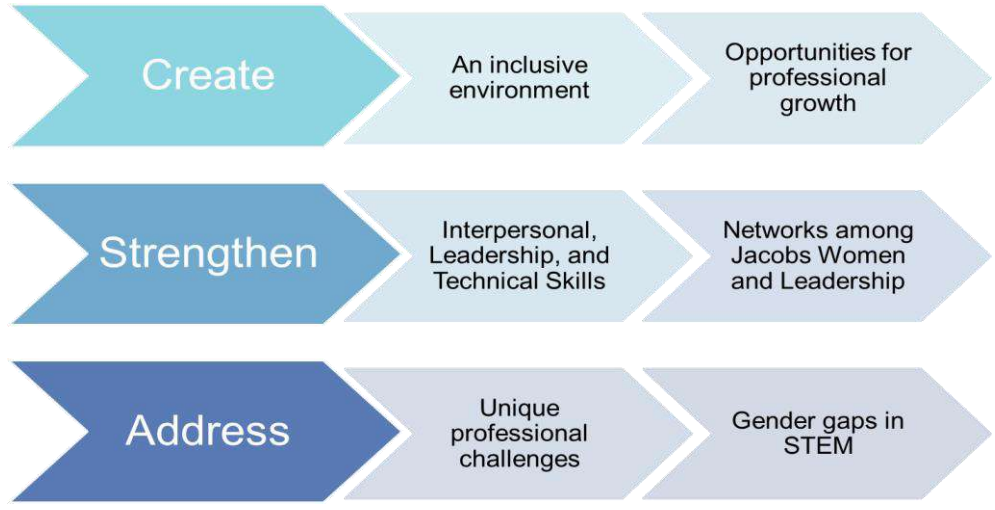 Create
An inclusive
environment
Opportunities for
professional
growth
Strengthen
Interpersonal,
Leadership, and
Technical Skills
Networks among
Jacobs Women
and Leadership
Address
Unique
professional
challenges
Gender gaps in
STEM